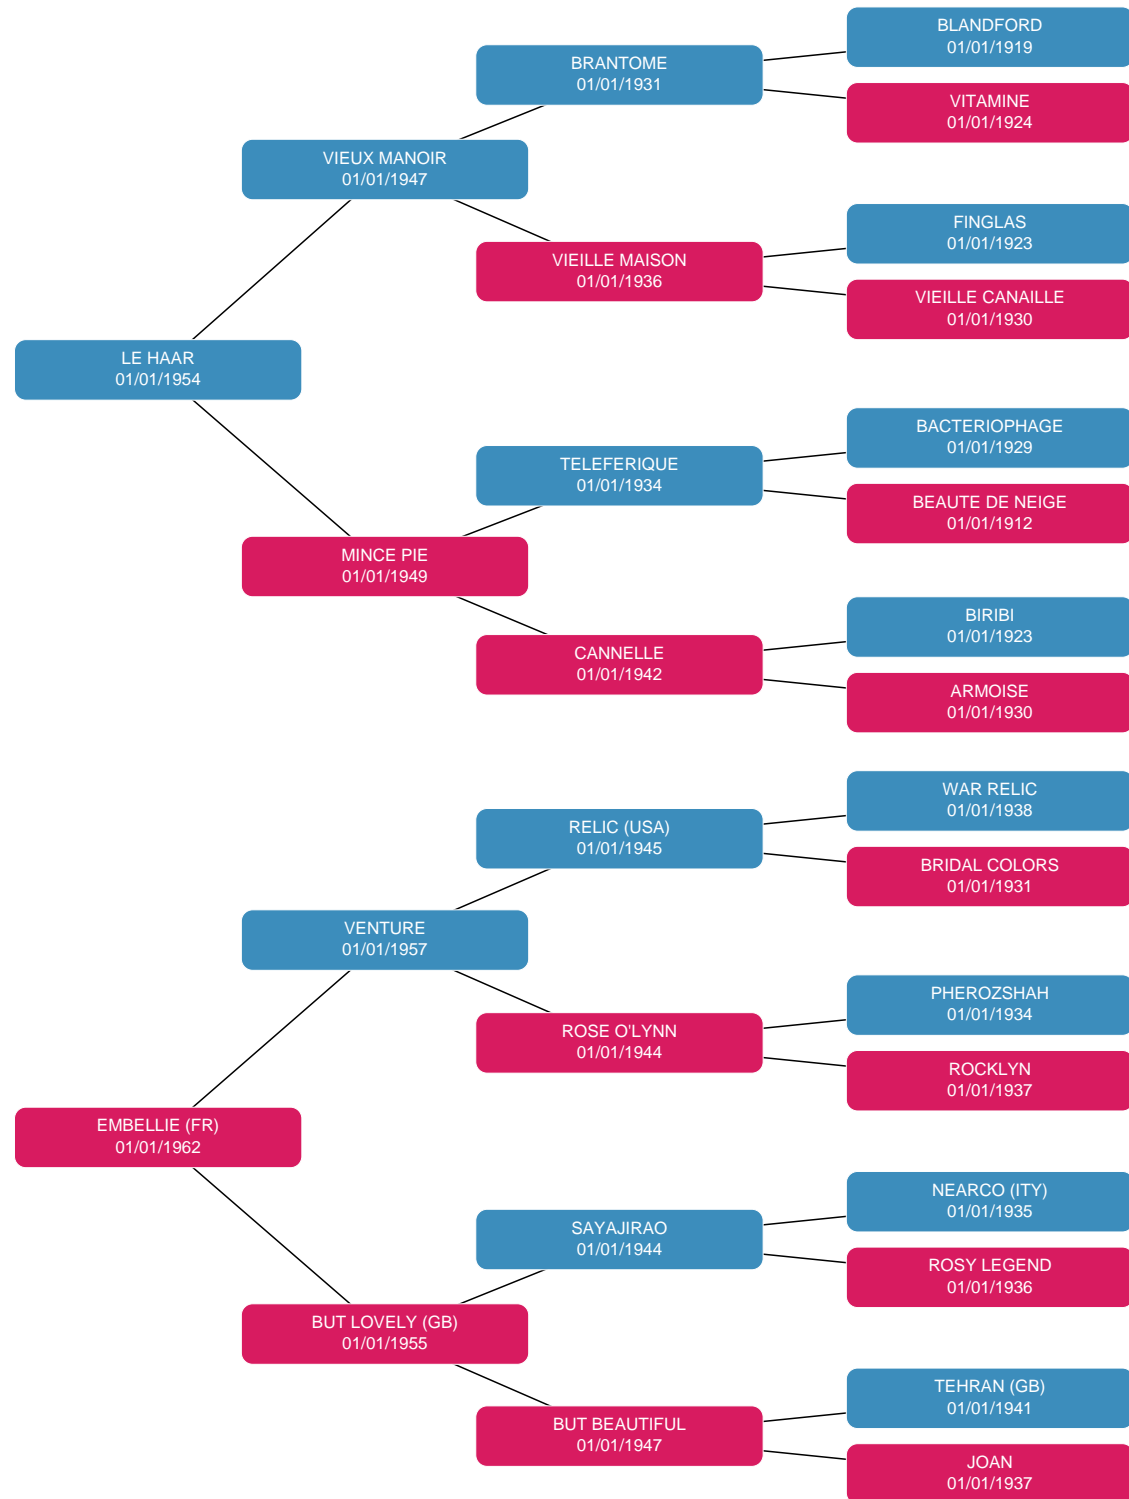 BLANDFORD
01/01/1919
BRANTOME
01/01/1931
VITAMINE
01/01/1924
VIEUX MANOIR
01/01/1947
FINGLAS
01/01/1923
VIEILLE MAISON
01/01/1936
VIEILLE CANAILLE
01/01/1930
LE HAAR
01/01/1954
BACTERIOPHAGE
01/01/1929
TELEFERIQUE
01/01/1934
BEAUTE DE NEIGE
01/01/1912
MINCE PIE
01/01/1949
BIRIBI
01/01/1923
CANNELLE
01/01/1942
ARMOISE
01/01/1930
WAR RELIC
01/01/1938
RELIC (USA)
01/01/1945
BRIDAL COLORS
01/01/1931
VENTURE
01/01/1957
PHEROZSHAH
01/01/1934
ROSE O'LYNN
01/01/1944
ROCKLYN
01/01/1937
EMBELLIE (FR)
01/01/1962
NEARCO (ITY)
01/01/1935
SAYAJIRAO
01/01/1944
ROSY LEGEND
01/01/1936
BUT LOVELY (GB)
01/01/1955
TEHRAN (GB)
01/01/1941
BUT BEAUTIFUL
01/01/1947
JOAN
01/01/1937